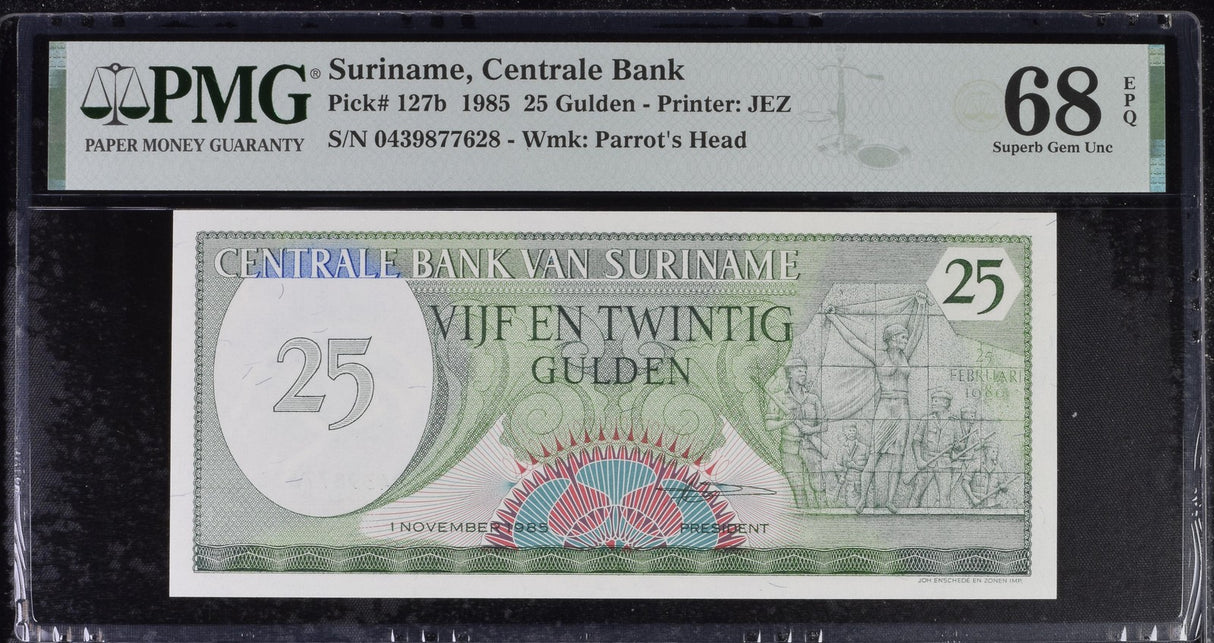 PMG®
PAPER MONEY GUARANTY
Suriname, Centrale Bank
Pick# 127b 1985 25 Gulden - Printer: JEZ
S/N 0439877628 - Wmk: Parrot's Head
68
EPQ
Superb Gem Unc
CENTRALE BANK VAN SURINAME
25
VIJF EN TWINTIG
GULDEN
25
25
FEBRUARI
1980
1 NOVEMBER 1985
PRESIDENT
JOH ENSCHEDÉ EN ZONEN IMP.